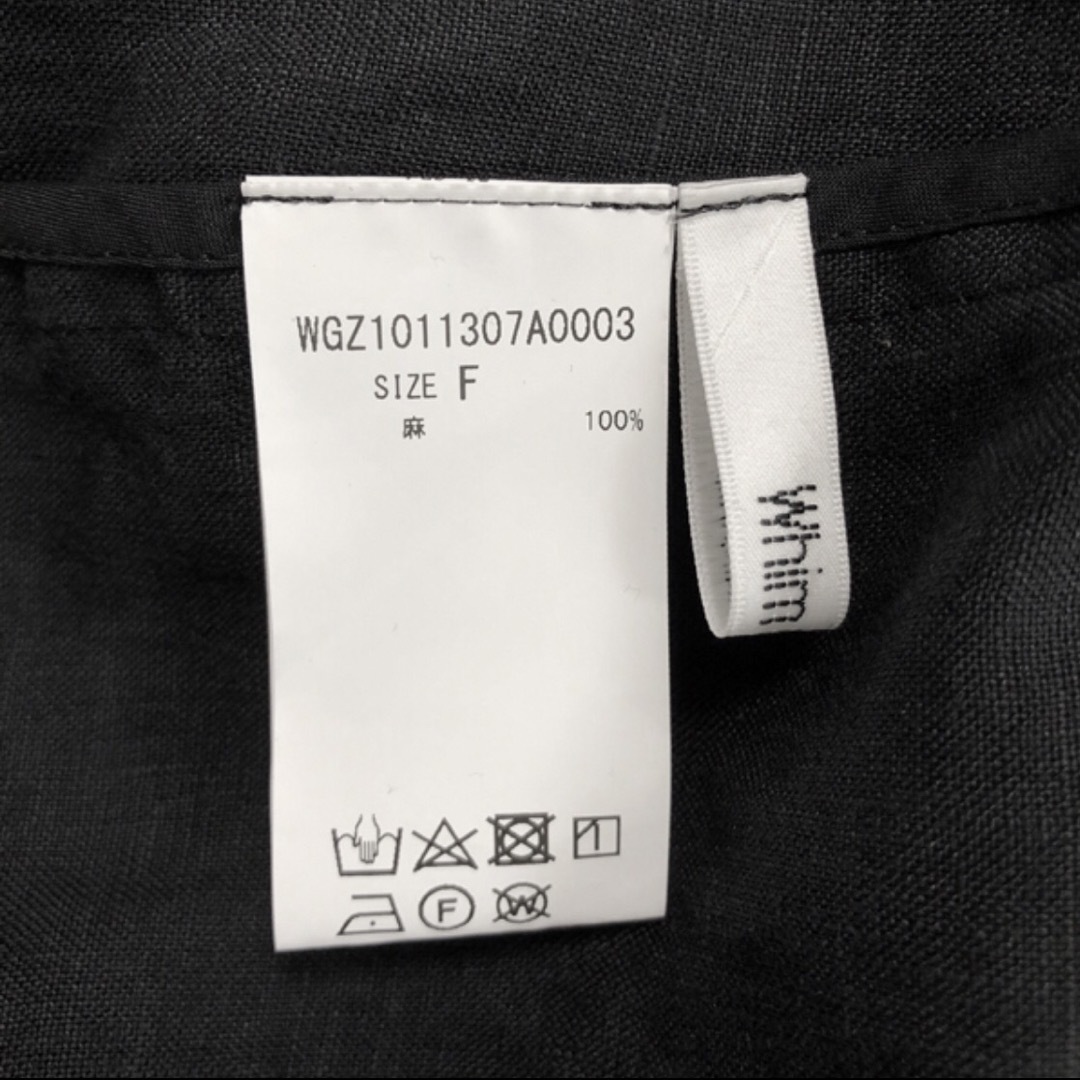 WGZ1011307A0003
SIZE F
麻 100%
Whim
F
W